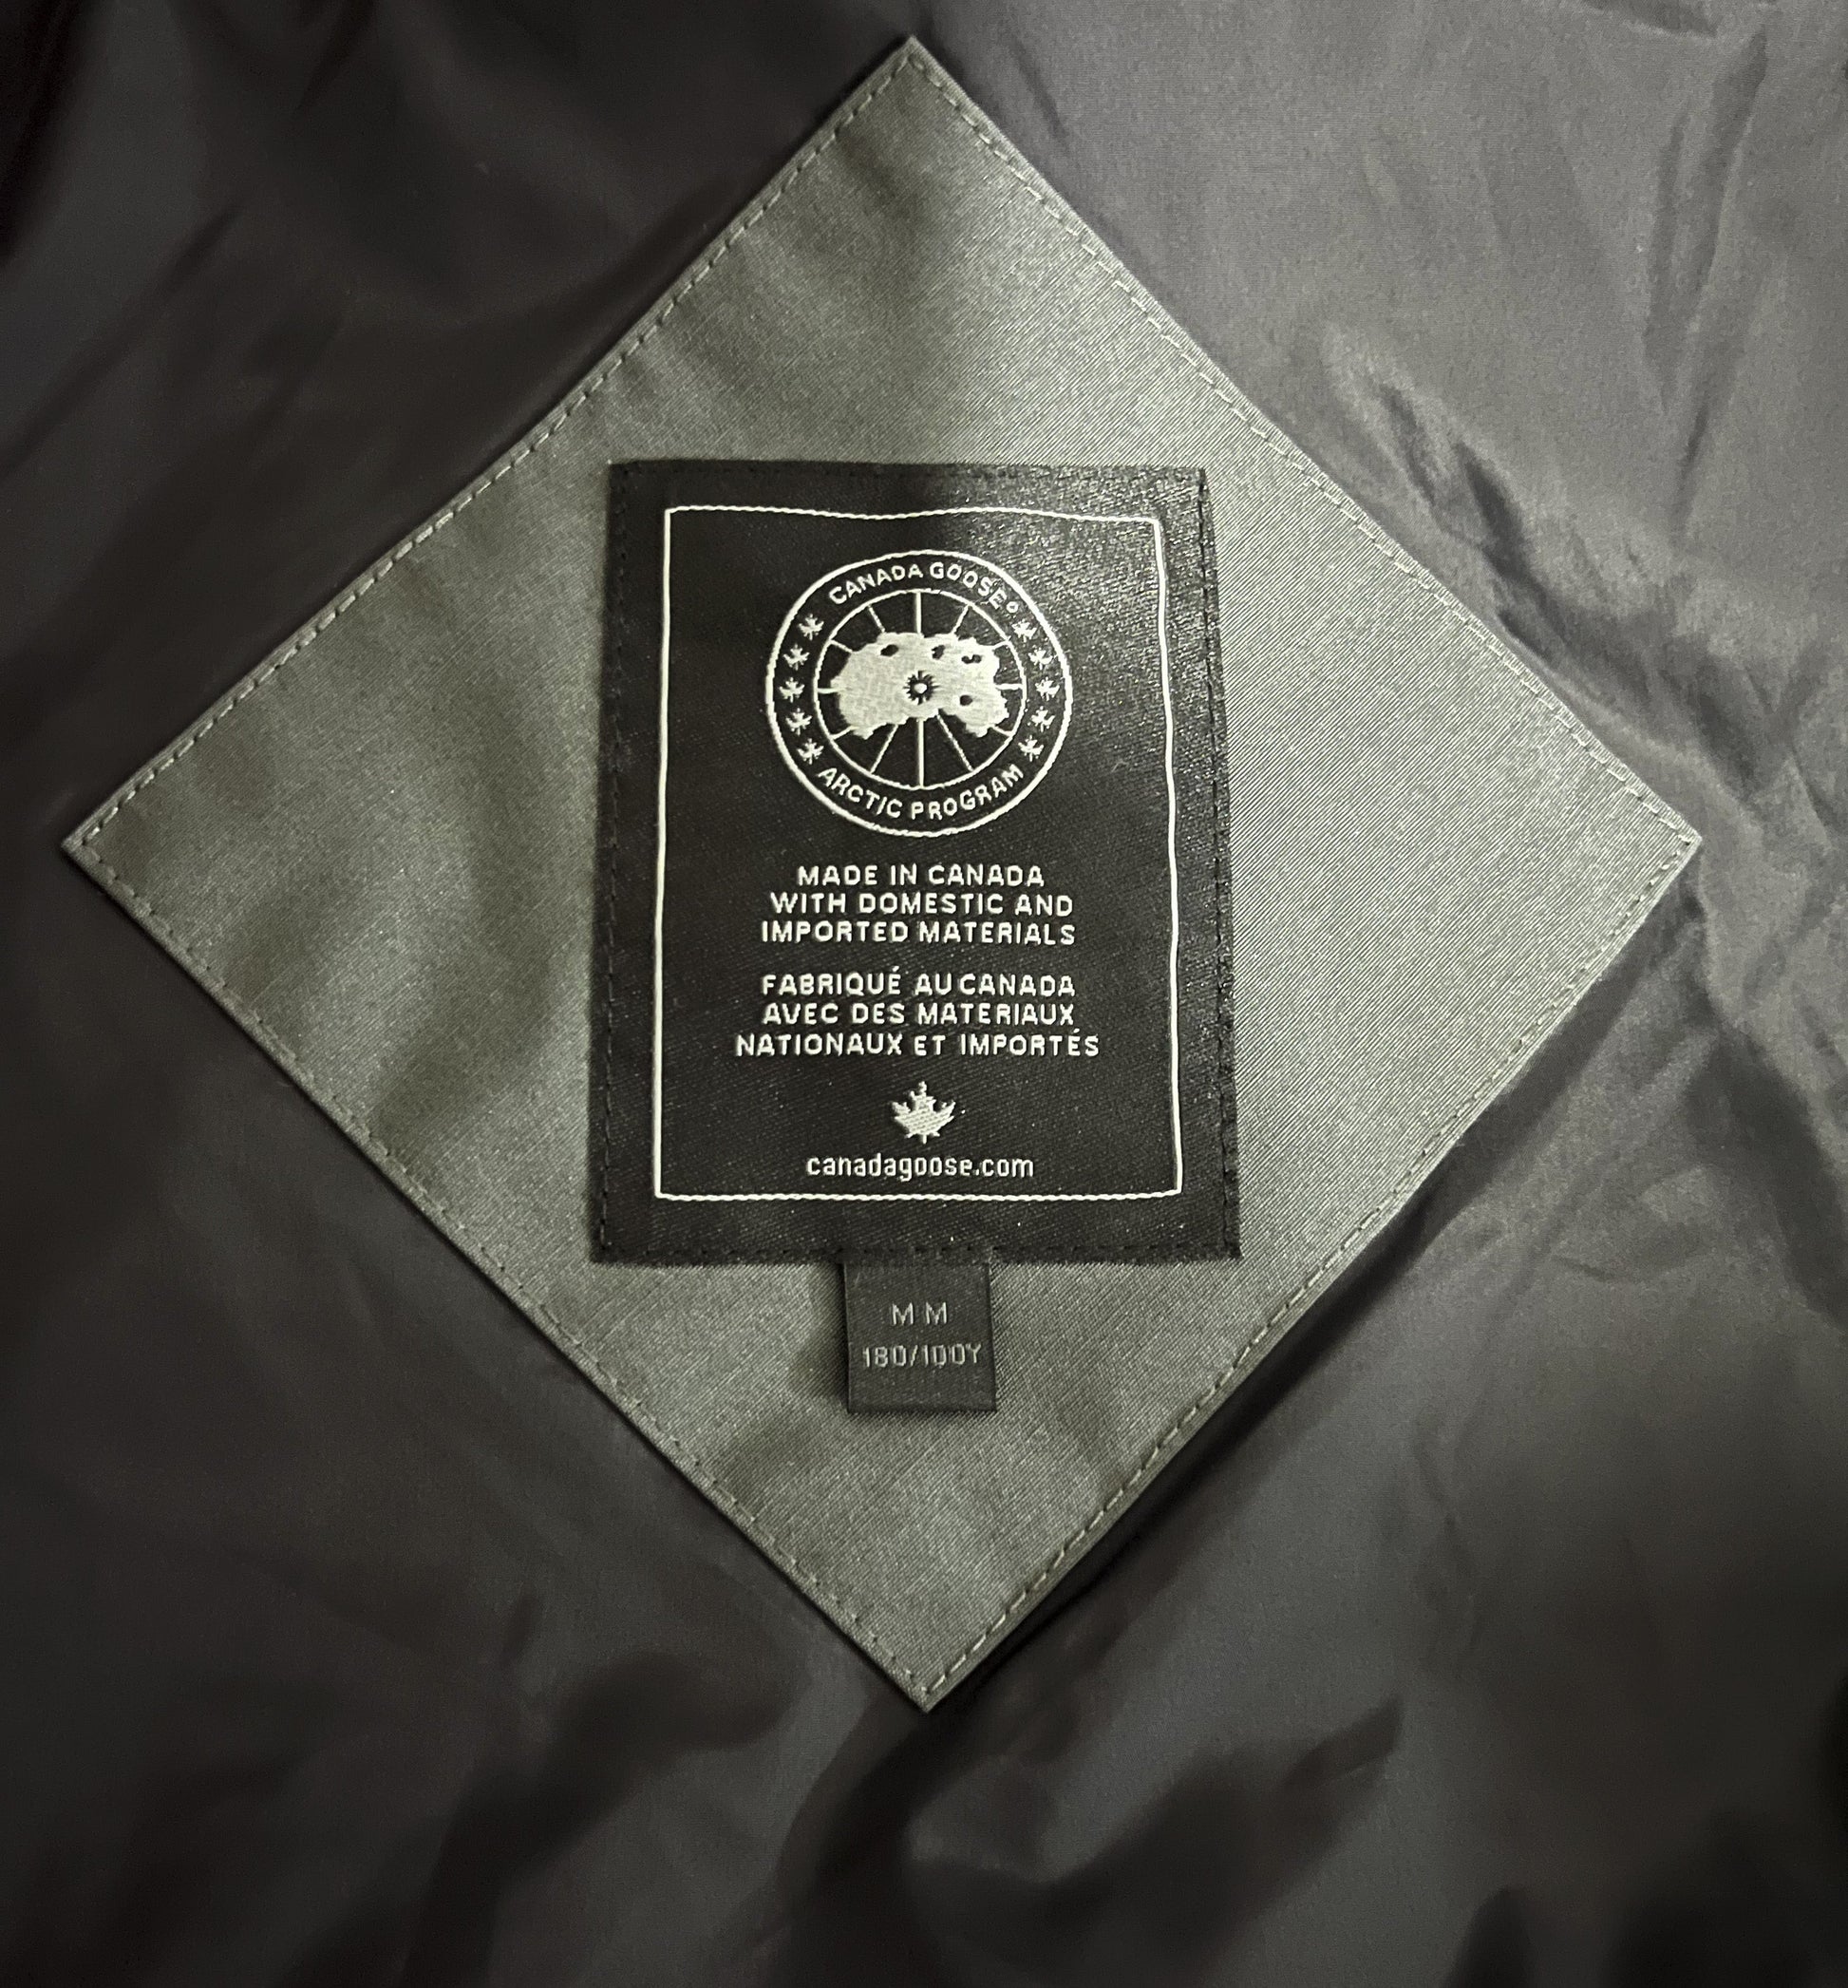 CANADA GOOSE®
ARCTIC PROGRAM
MADE IN CANADA
WITH DOMESTIC AND
IMPORTED MATERIALS
FABRIQUÉ AU CANADA
AVEC DES MATERIAUX
NATIONAUX ET IMPORTÉS
canadagoose.com
M M
180/100Y